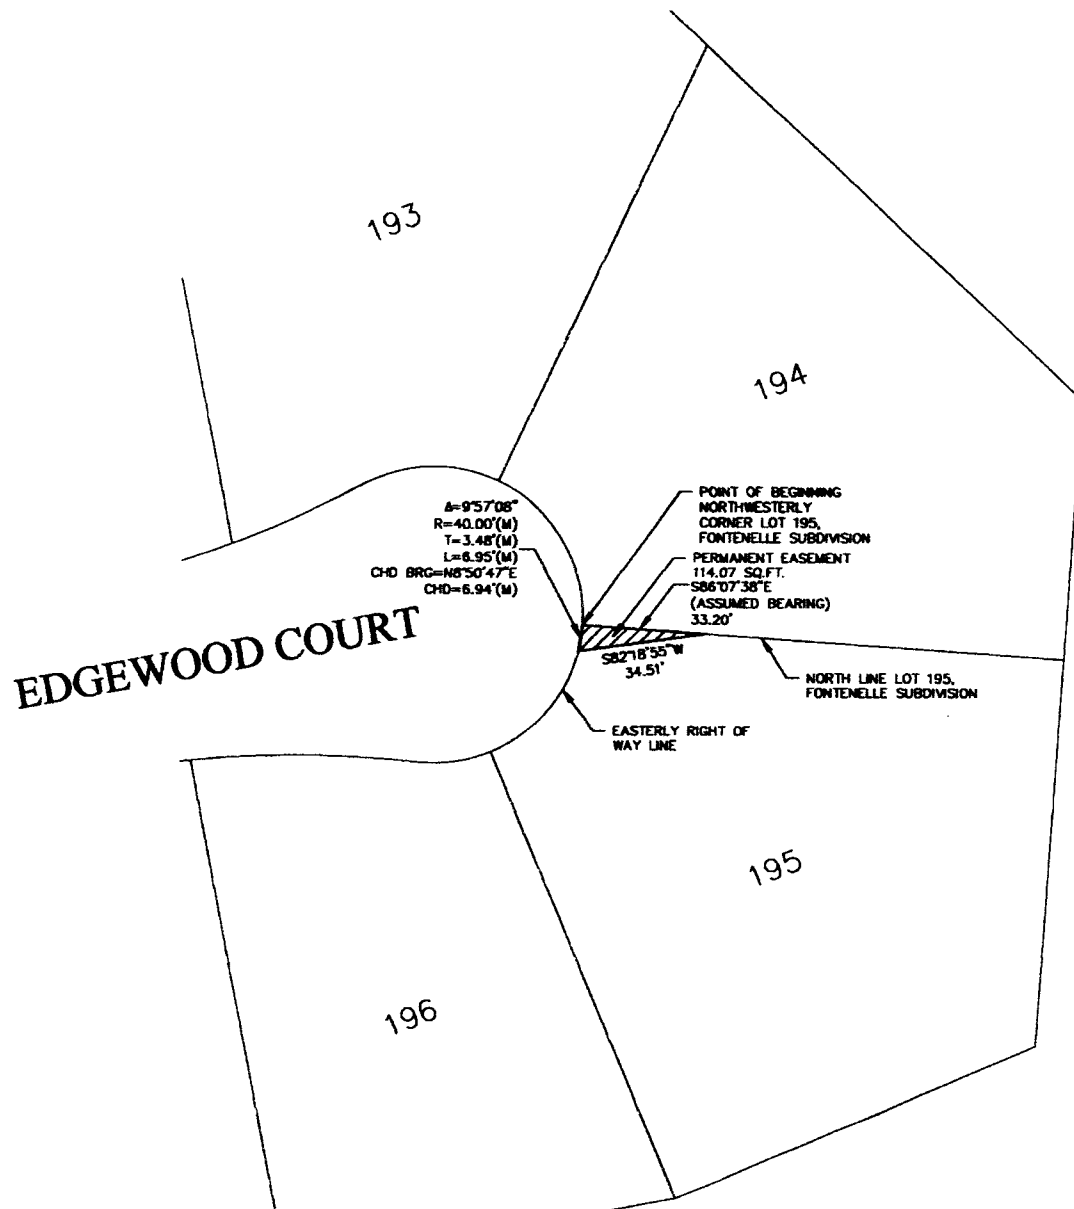 193
194
Δ=9°57'08"
R=40.00'(M)
T=3.48'(M)
L=6.95'(M)
CHD BRG=N8°50'47"E
CHD=6.94'(M)
POINT OF BEGINNING
NORTHWESTERLY
CORNER LOT 195,
FONTENELLE SUBDIVISION
PERMANENT EASEMENT
114.07 SQ.FT.
S86°07'38"E
(ASSUMED BEARING)
33.20'
EDGEWOOD COURT
S82°18'55"W
34.51'
NORTH LINE LOT 195,
FONTENELLE SUBDIVISION
EASTERLY RIGHT OF
WAY LINE
195
196